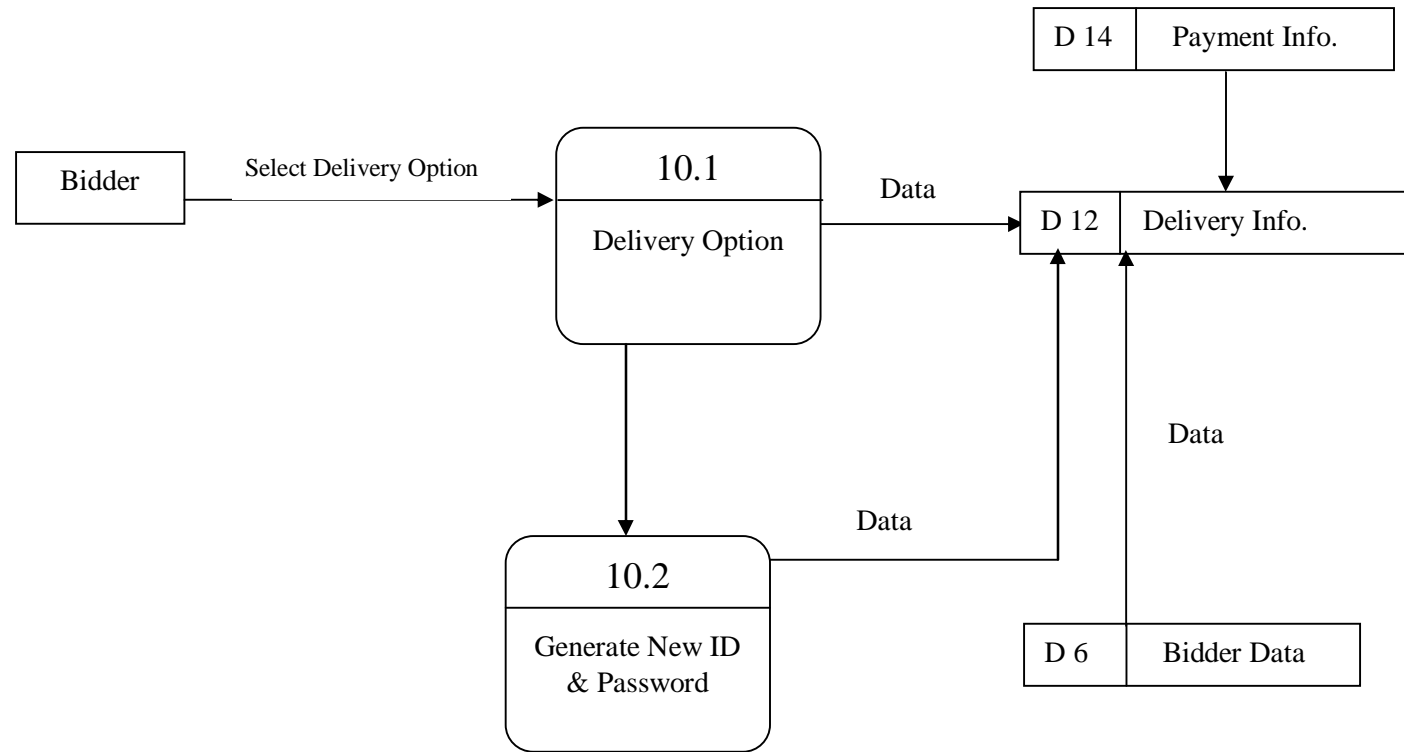 D 14
Payment Info.
Bidder
Select Delivery Option
10.1
Delivery Option
Data
D 12
Delivery Info.
Data
Data
10.2
Generate New ID
& Password
D 6
Bidder Data